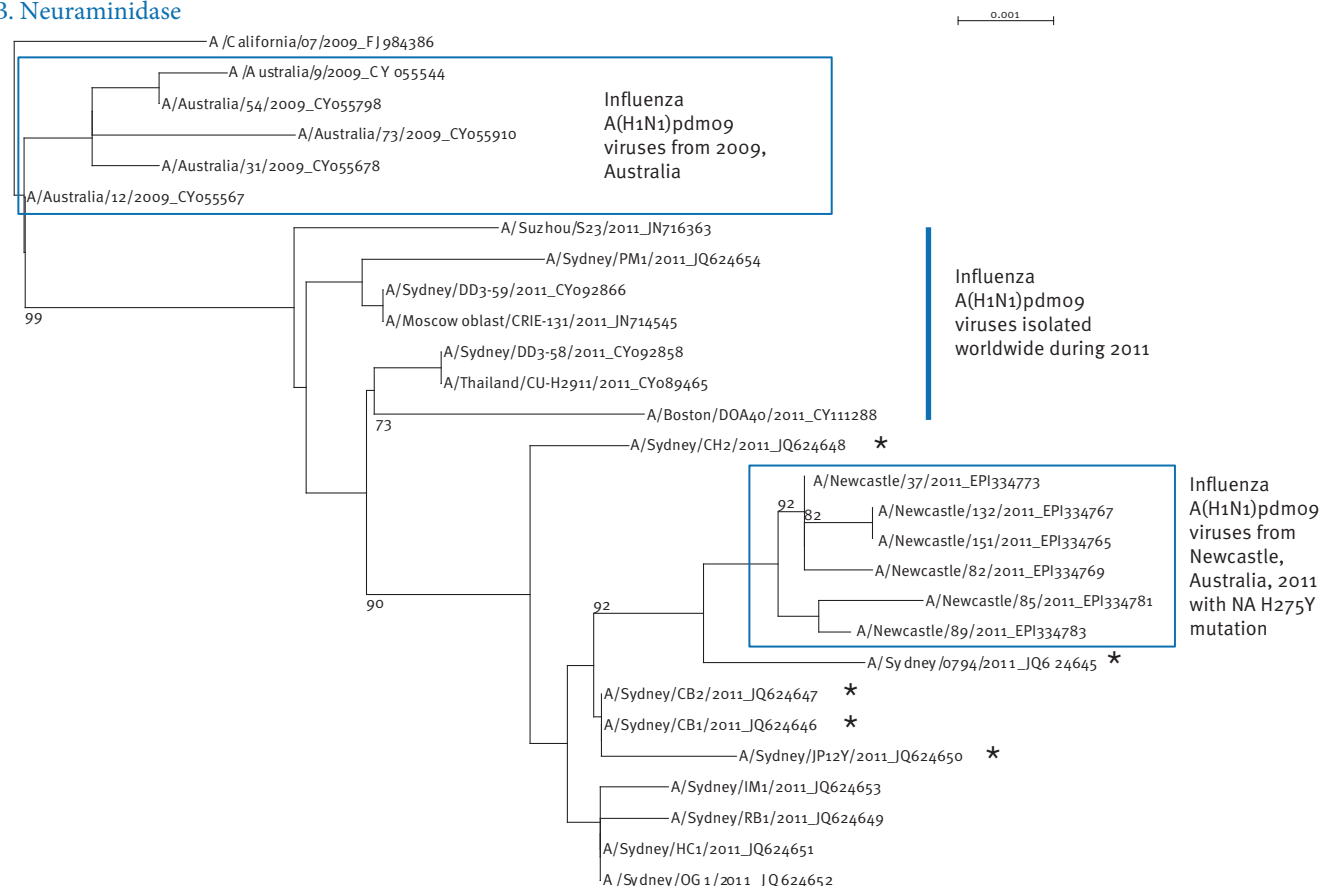 B. Neuraminidase
0.001
A/California/07/2009_FJ984386
A/Australia/9/2009_CY055544
A/Australia/54/2009_CY055798
A/Australia/73/2009_CY055910
A/Australia/31/2009_CY055678
A/Australia/12/2009_CY055567
Influenza
A(H1N1)pdm09
viruses from 2009,
Australia
A/Suzhou/S23/2011_JN716363
A/Sydney/PM1/2011_JQ624654
A/Sydney/DD3-59/2011_CY092866
A/Moscow oblast/CRIE-131/2011_JN714545
A/Sydney/DD3-58/2011_CY092858
A/Thailand/CU-H2911/2011_CY089465
A/Boston/DOA40/2011_CY111288
Influenza
A(H1N1)pdm09
viruses isolated
worldwide during 2011
99
73
A/Sydney/CH2/2011_JQ624648 *
A/Newcastle/37/2011_EPI334773
92
82
A/Newcastle/132/2011_EPI334767
A/Newcastle/151/2011_EPI334765
A/Newcastle/82/2011_EPI334769
A/Newcastle/85/2011_EPI334781
A/Newcastle/89/2011_EPI334783
Influenza
A(H1N1)pdm09
viruses from
Newcastle,
Australia, 2011
with NA H275Y
mutation
90
92
A/Sydney/0794/2011_JQ624645 *
A/Sydney/CB2/2011_JQ624647 *
A/Sydney/CB1/2011_JQ624646 *
A/Sydney/JP12Y/2011_JQ624650 *
A/Sydney/IM1/2011_JQ624653
A/Sydney/RB1/2011_JQ624649
A/Sydney/HC1/2011_JQ624651
A/Sydney/OG1/2011_JQ624652